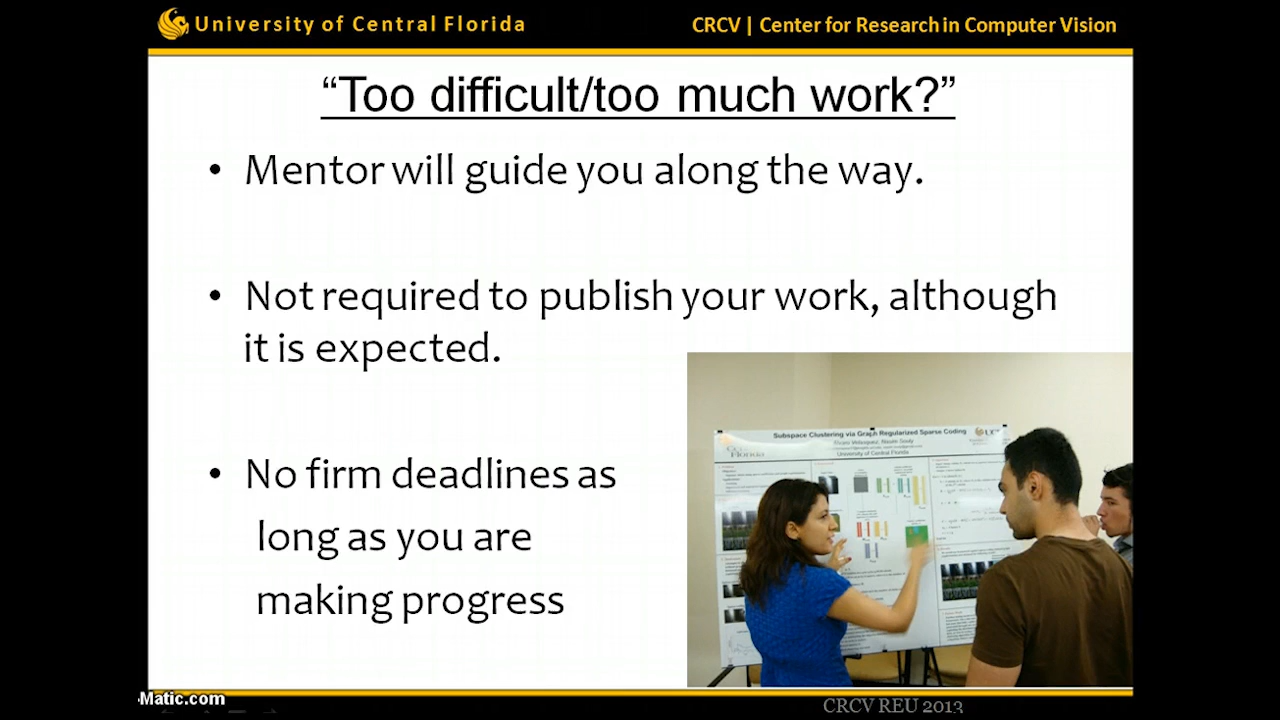 University of Central Florida
CRCV | Center for Research in Computer Vision
“Too difficult/too much work?”
• Mentor will guide you along the way.
• Not required to publish your work, although
it is expected.
• No firm deadlines as
long as you are
making progress
Subspace Clustering via Graph Regularized Sparse Coding
University of Central Florida
Florida
-Matic.com
CRCV REU 2013